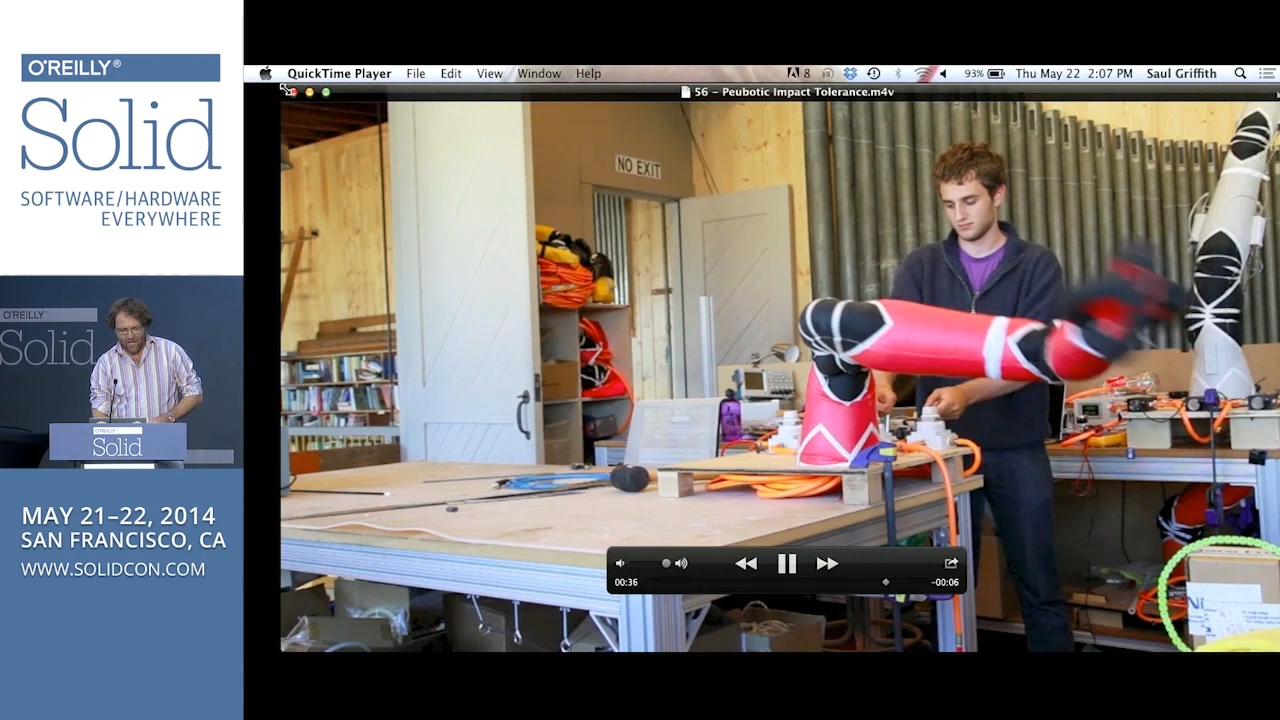 O'REILLY®
Solid
SOFTWARE/HARDWARE
EVERYWHERE
O'REILLY®
Solid
O'REILLY®
Solid
MAY 21–22, 2014
SAN FRANCISCO, CA
WWW.SOLIDCON.COM
QuickTime Player File Edit View Window Help 8 93% Thu May 22 2:07 PM Saul Griffith
56 – Peubotic Impact Tolerance.m4v
NO EXIT
00:36
-00:06